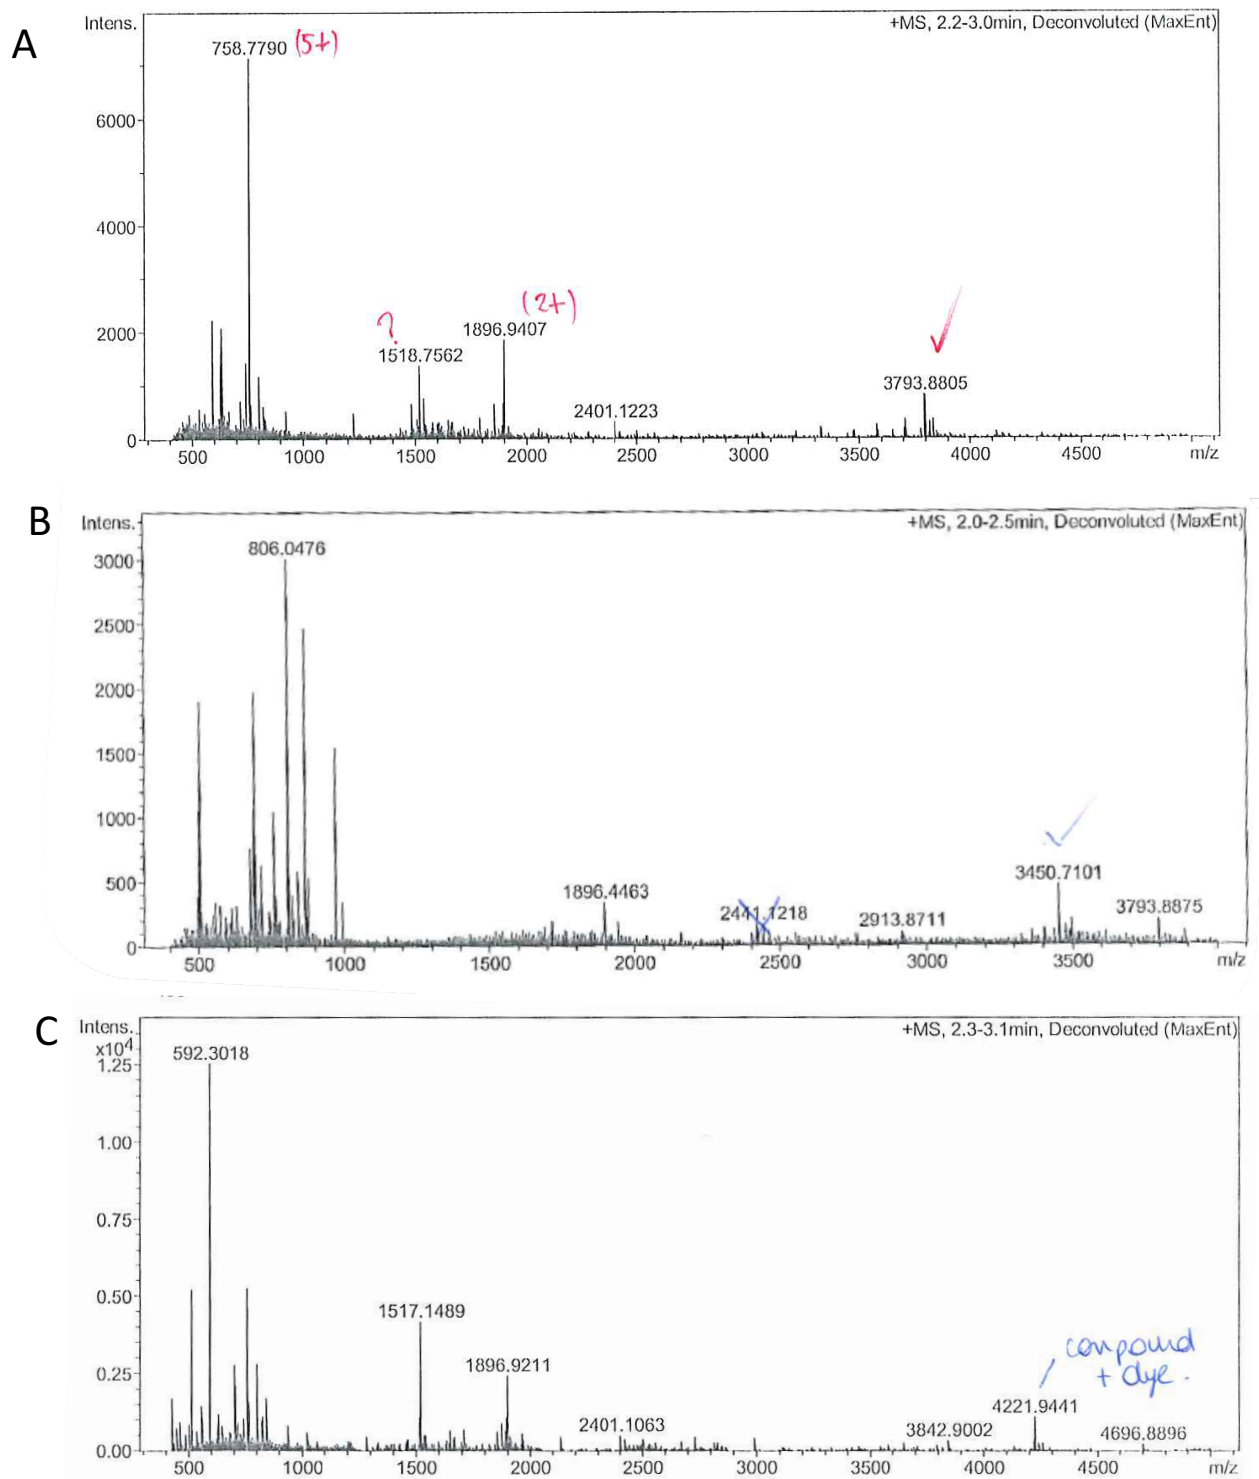 A
Intens.
+MS, 2.2-3.0min, Deconvoluted (MaxEnt)
758.7790 (5+)
6000
4000
(2+)
?
2000
1896.9407
1518.7562
3793.8805
2401.1223
0
500 1000 1500 2000 2500 3000 3500 4000 4500 m/z
B
Intens.
+MS, 2.0-2.5min, Deconvoluted (MaxEnt)
806.0476
3000
2500
2000
1500
1000
500
3450.7101
1896.4463
2441.1218
2913.8711
3793.8875
0
500 1000 1500 2000 2500 3000 3500 m/z
C
Intens.
+MS, 2.3-3.1min, Deconvoluted (MaxEnt)
x104
592.3018
1.25
1.00
0.75
0.50
1517.1489
compound
+ dye.
1896.9211
0.25
4221.9441
2401.1063
3842.9002
4696.8896
0.00
500 1000 1500 2000 2500 3000 3500 4000 4500 m/z